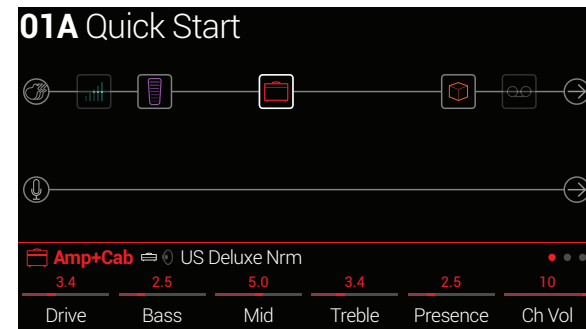 01A Quick Start
Amp+Cab US Deluxe Nrm
3.4 2.5 5.0 3.4 2.5 10
Drive Bass Mid Treble Presence Ch Vol